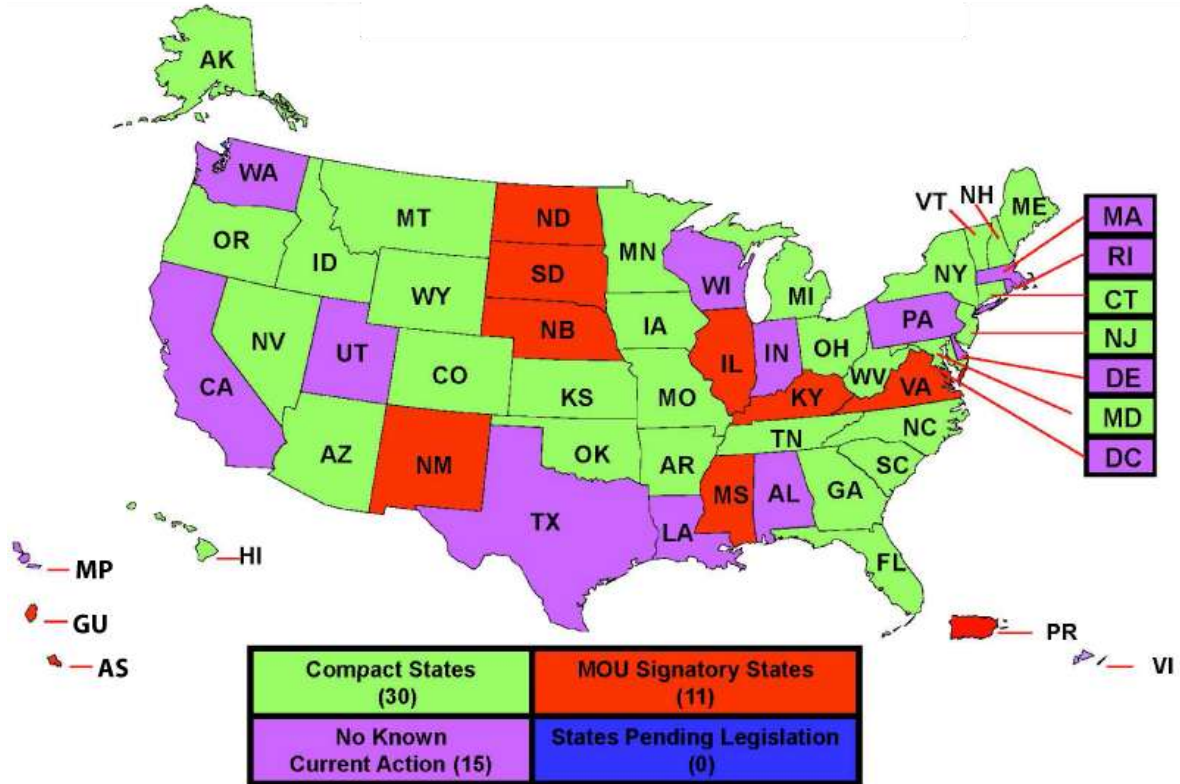 AK
WA
MT
ND
MN
VT
NH
ME
MA
OR
ID
SD
WI
NY
RI
WY
MI
CT
NB
IA
PA
NJ
NV
UT
CO
IL
IN
OH
WV
VA
DE
CA
KS
MO
KY
MD
AZ
NM
OK
AR
TN
NC
DC
SC
MS
AL
GA
TX
LA
HI
FL
MP
GU
AS
PR
VI
Compact States
(30)
MOU Signatory States
(11)
No Known
Current Action (15)
States Pending Legislation
(0)